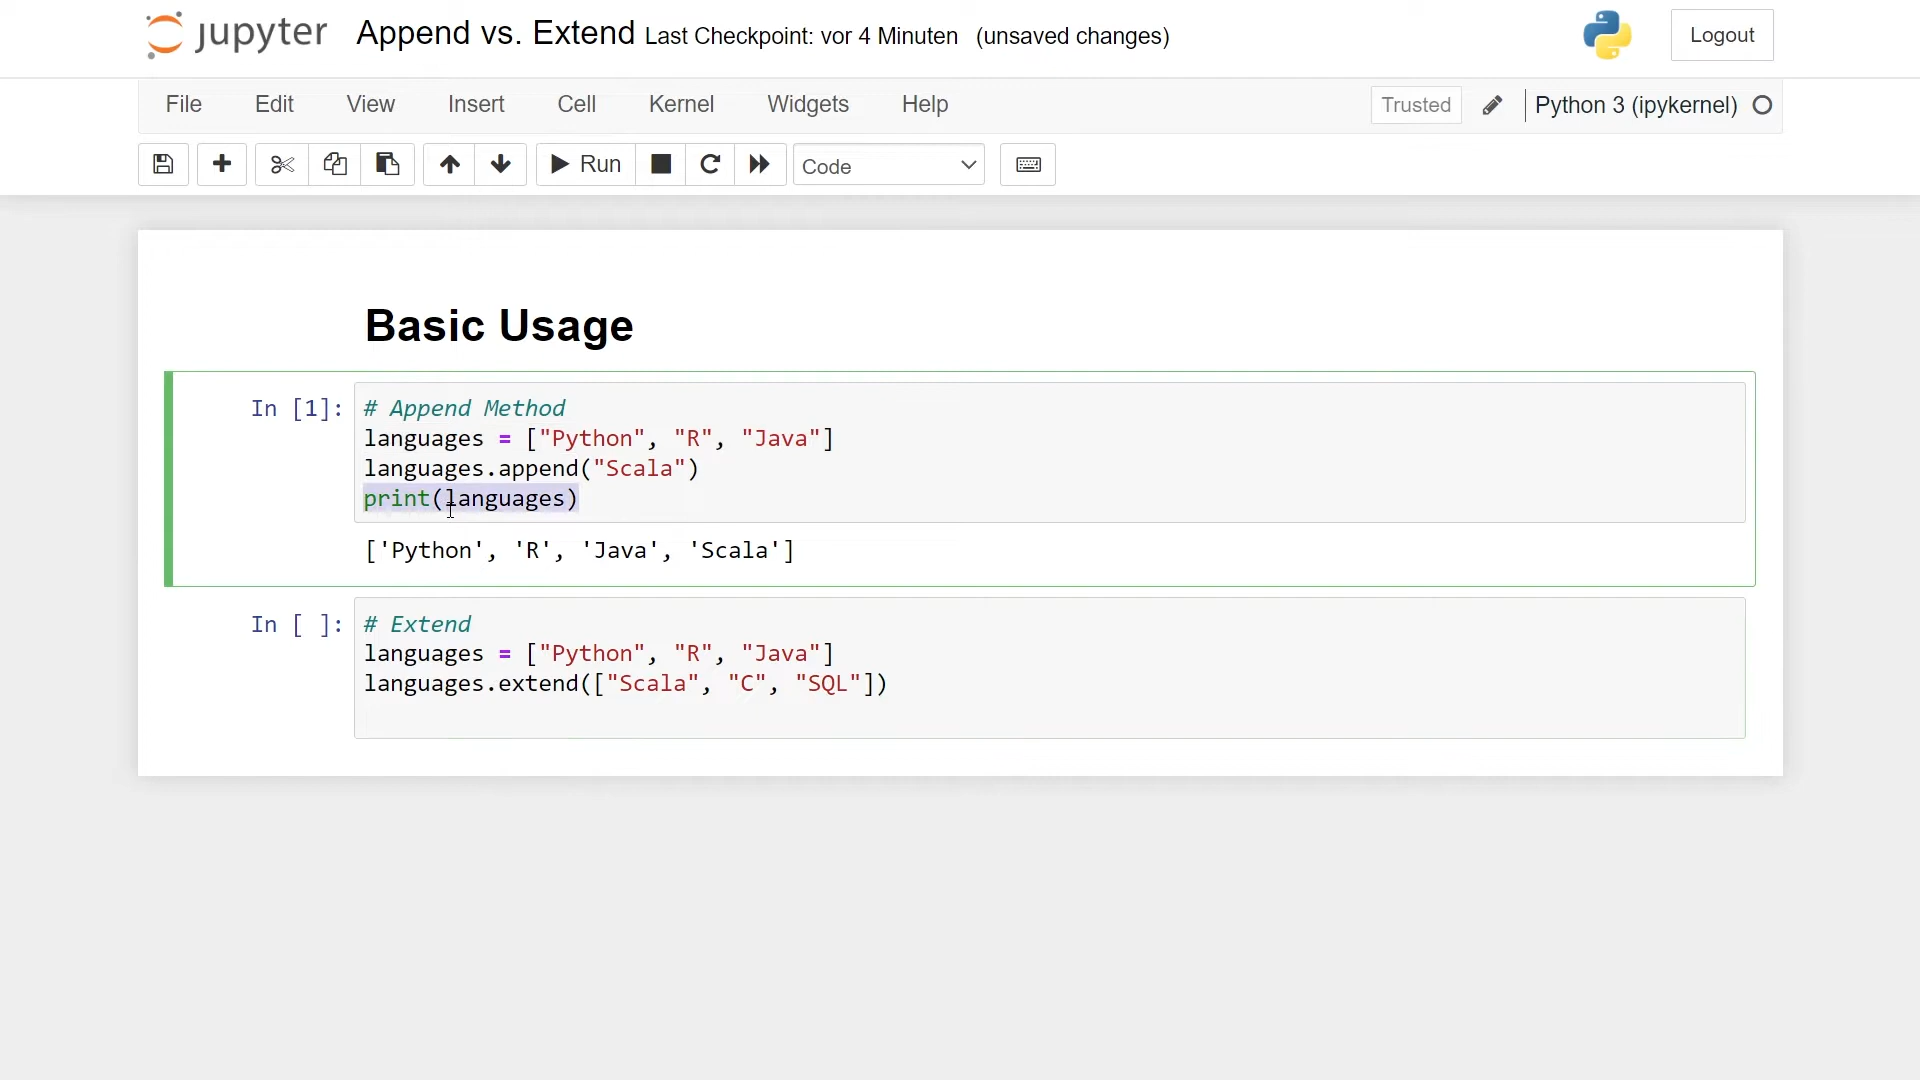 jupyter Append vs. Extend Last Checkpoint: vor 4 Minuten (unsaved changes) Logout
File Edit View Insert Cell Kernel Widgets Help Trusted Python 3 (ipykernel)
Run Code
Basic Usage
In [1]: # Append Method
languages = ["Python", "R", "Java"]
languages.append("Scala")
print(languages)
['Python', 'R', 'Java', 'Scala']
In [ ]: # Extend
languages = ["Python", "R", "Java"]
languages.extend(["Scala", "C", "SQL"])